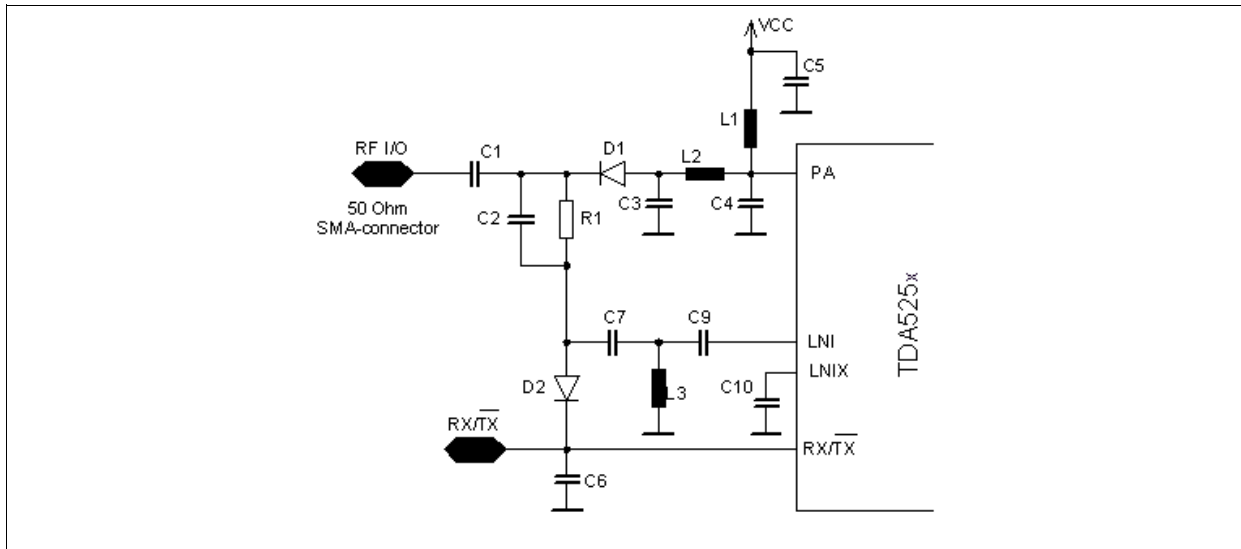 VCC
C5
L1
RF I/O
C1
D1
L2
PA
50 Ohm
SMA-connector
C2
R1
C3
C4
TDA525x
C7
C9
LNI
LNIX
D2
L3
C10
RX/TX
RX/TX
C6